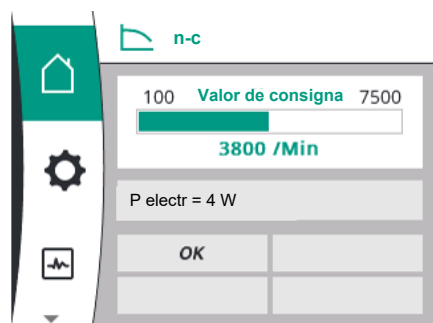 n-c
100 Valor de consigna 7500
3800 /Min
P electr = 4 W
OK